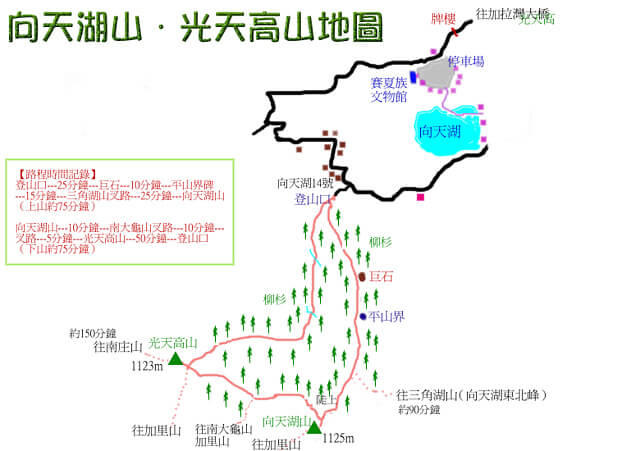 向天湖山·光天高山地圖
牌樓
往加拉灣大橋
光天高
停車場
賽夏族
文物館
向天湖
【路程時間記錄】
登山口---25分鐘---巨石---10分鐘---平山界碑
---15分鐘---三角湖山叉路---25分鐘---向天湖山
(上山約75分鐘)
向天湖山---10分鐘---南大龜山叉路---10分鐘---
叉路---5分鐘---光天高山---50分鐘---登山口
(下山約75分鐘)
向天湖14號
登山口
柳杉
巨石
柳杉
平山界
約150分鐘
往南庄山
光天高山
1123m
往三角湖山(向天湖東北峰)
約90分鐘
陡上
向天湖山
1125m
往加里山
往南大龜山
加里山
往加里山